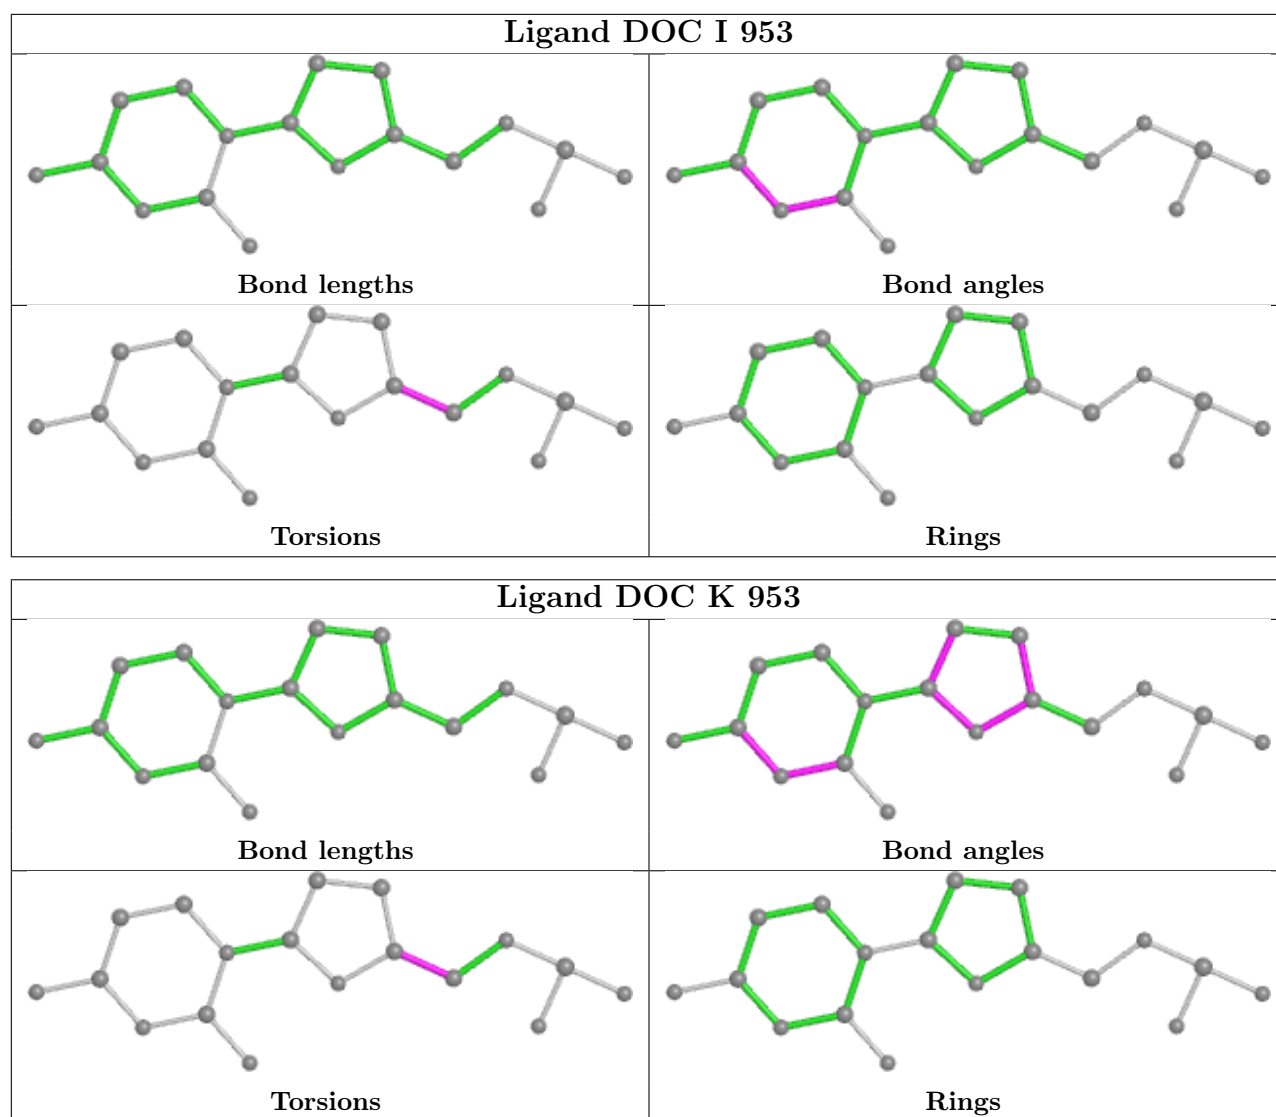 Ligand DOC I 953
Bond lengths
Bond angles
Torsions
Rings
Ligand DOC K 953
Bond lengths
Bond angles
Torsions
Rings